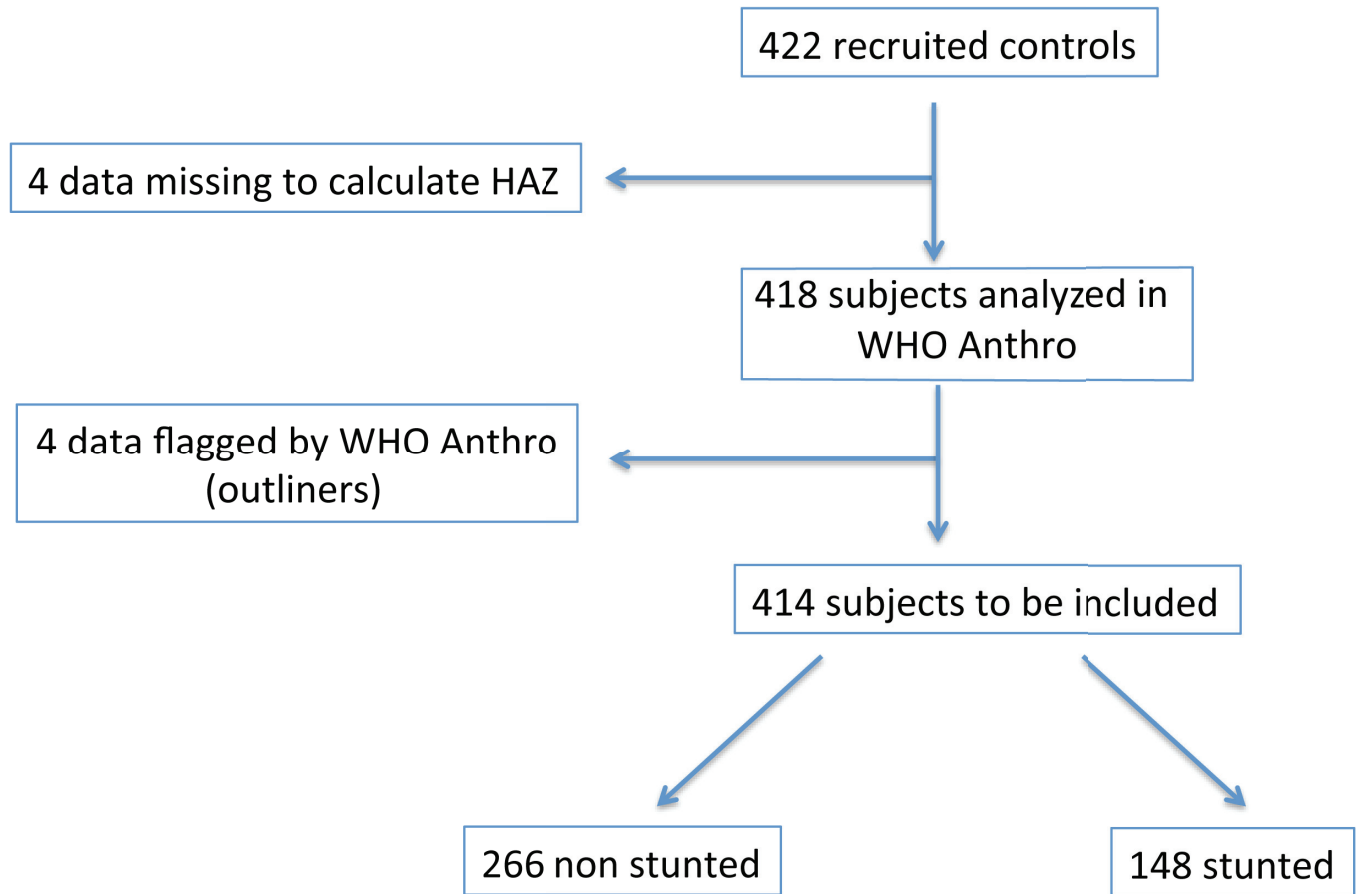 422 recruited controls
4 data missing to calculate HAZ
418 subjects analyzed in
WHO Anthro
4 data flagged by WHO Anthro
(outliners)
414 subjects to be included
266 non stunted
148 stunted